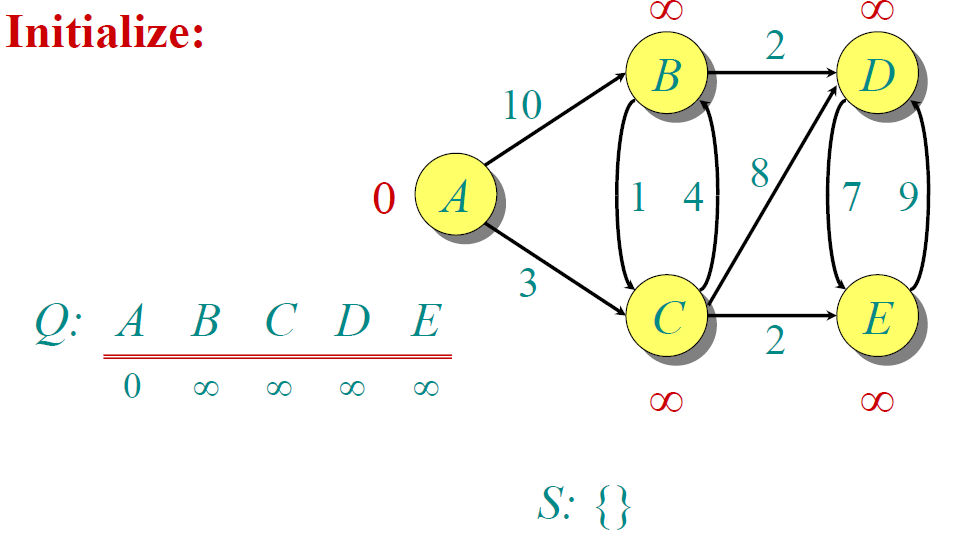 Initialize:
∞ ∞
B 2 D
10
0 A 1 4 8 7 9
3
Q: A B C D E
C 2 E
0 ∞ ∞ ∞ ∞
∞ ∞
S: {}